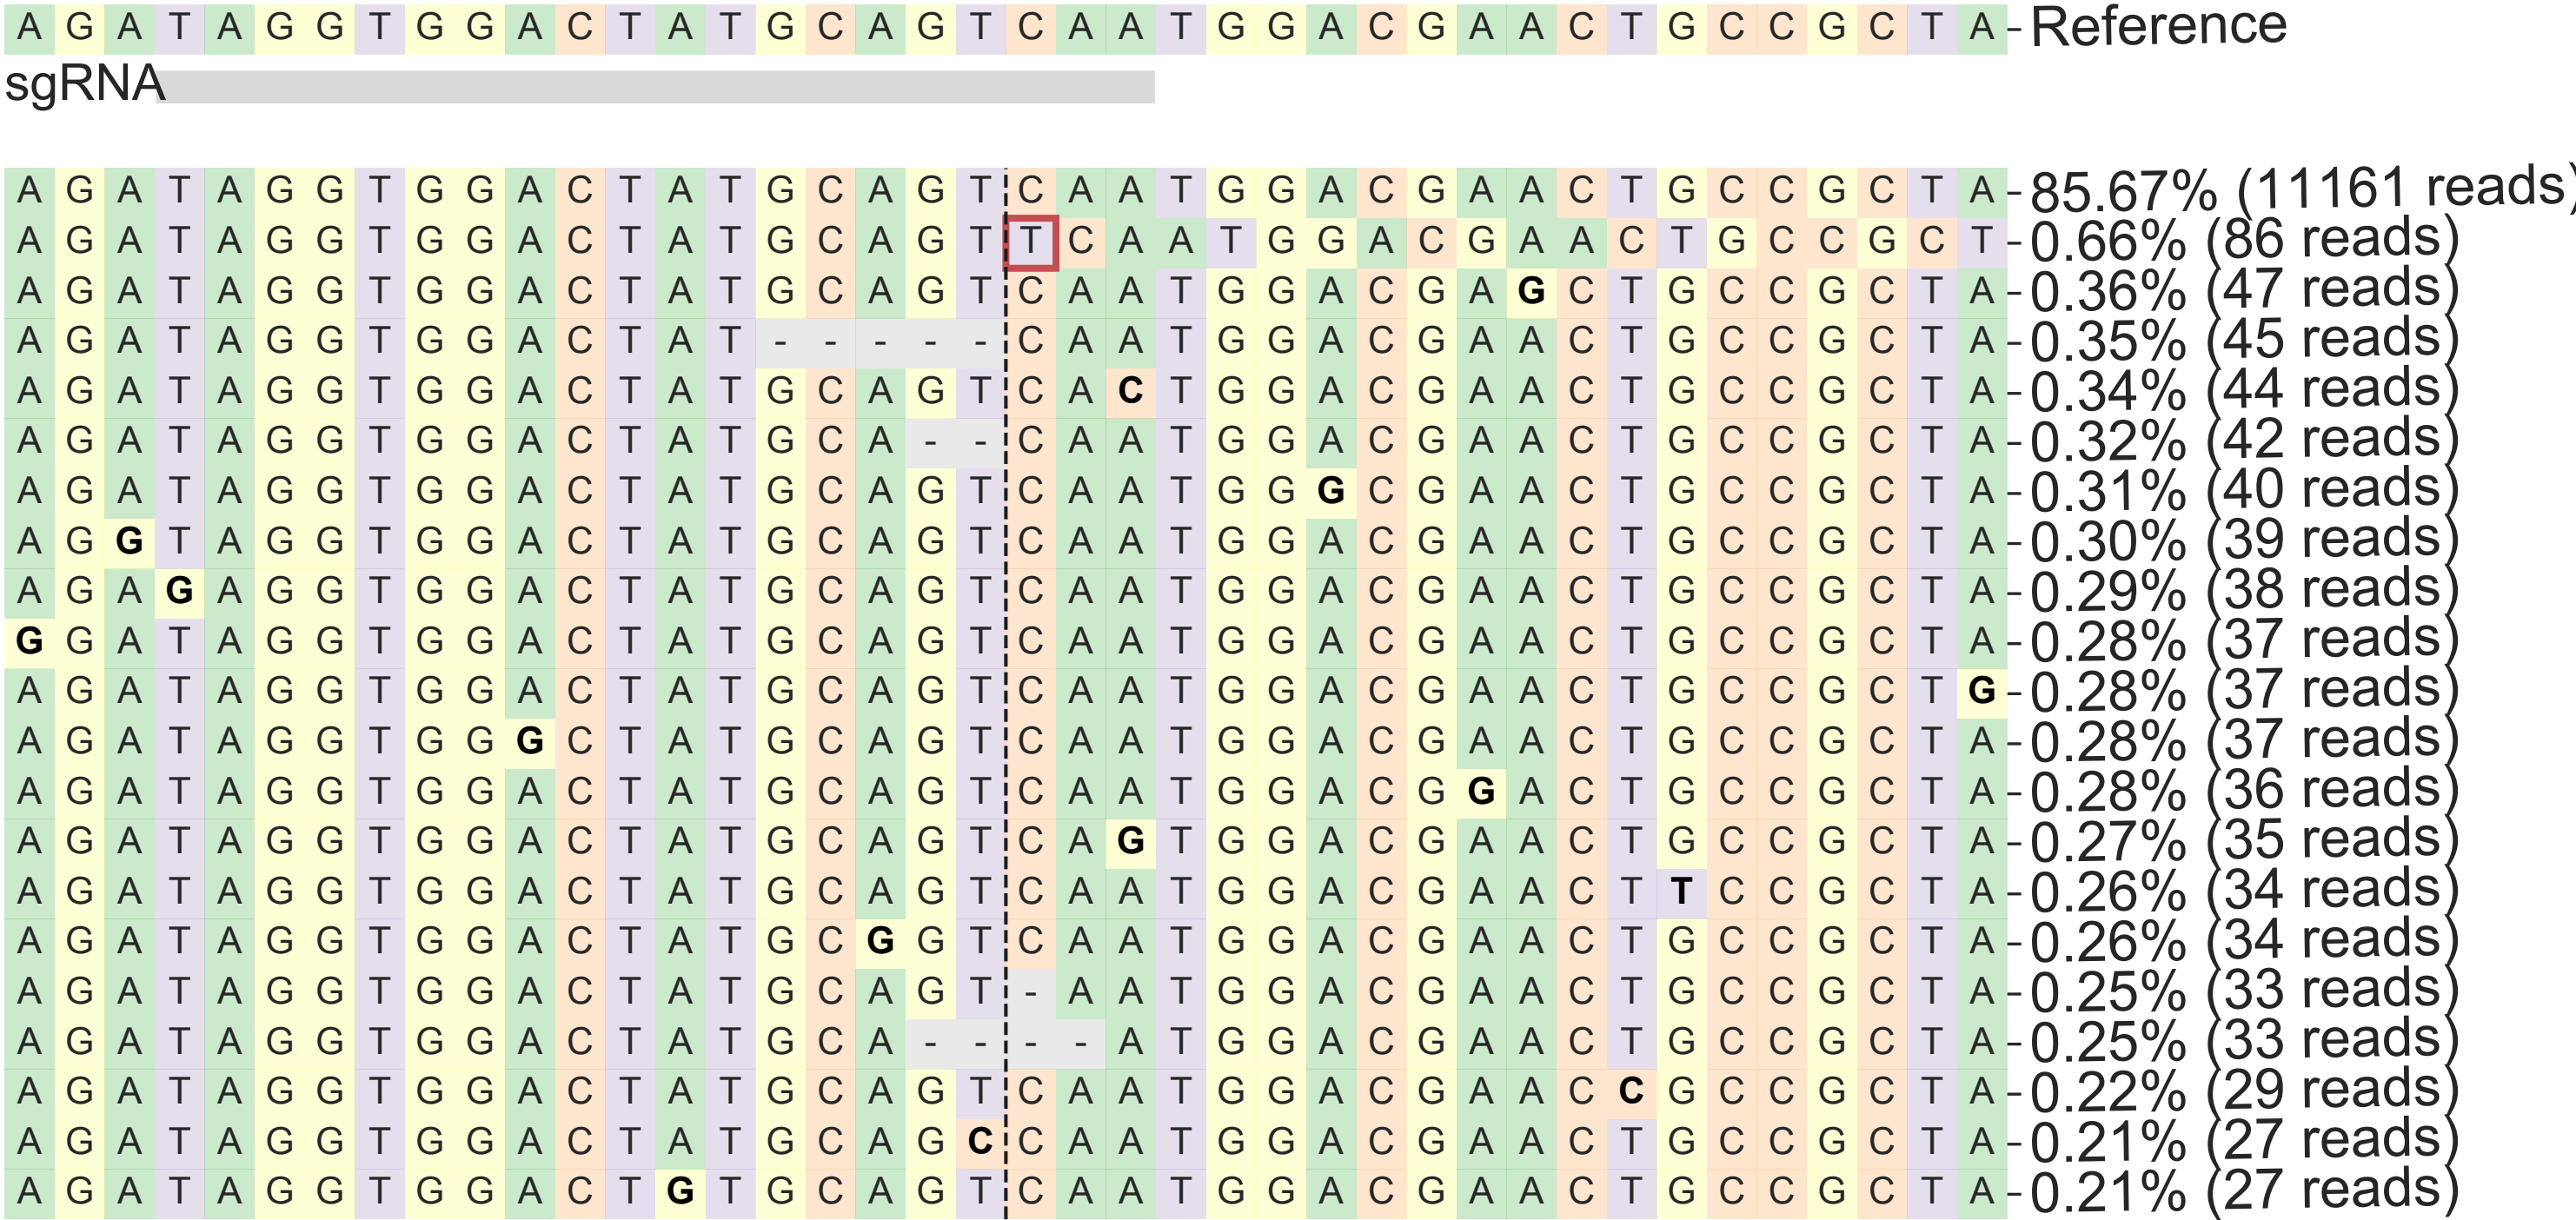 A G A T A G G T G G A C T A T G C A G T C A A T G G A C G A A C T G C C G C T A - Reference
sgRNA
A G A T A G G T G G A C T A T G C A G T C A A T G G A C G A A C T G C C G C T A - 85.67% (11161 reads)
A G A T A G G T G G A C T A T G C A G T T C A A T G G A C G A A C T G C C G C T - 0.66% (86 reads)
A G A T A G G T G G A C T A T G C A G T C A A T G G A C G A G C T G C C G C T A - 0.36% (47 reads)
A G A T A G G T G G A C T A T - - - - - C A A T G G A C G A A C T G C C G C T A - 0.35% (45 reads)
A G A T A G G T G G A C T A T G C A G T C A C T G G A C G A A C T G C C G C T A - 0.34% (44 reads)
A G A T A G G T G G A C T A T G C A - - C A A T G G A C G A A C T G C C G C T A - 0.32% (42 reads)
A G A T A G G T G G A C T A T G C A G T C A A T G G G C G A A C T G C C G C T A - 0.31% (40 reads)
A G G T A G G T G G A C T A T G C A G T C A A T G G A C G A A C T G C C G C T A - 0.30% (39 reads)
A G A G A G G T G G A C T A T G C A G T C A A T G G A C G A A C T G C C G C T A - 0.29% (38 reads)
G G A T A G G T G G A C T A T G C A G T C A A T G G A C G A A C T G C C G C T A - 0.28% (37 reads)
A G A T A G G T G G A C T A T G C A G T C A A T G G A C G A A C T G C C G C T G - 0.28% (37 reads)
A G A T A G G T G G G C T A T G C A G T C A A T G G A C G A A C T G C C G C T A - 0.28% (37 reads)
A G A T A G G T G G A C T A T G C A G T C A A T G G A C G G A C T G C C G C T A - 0.28% (36 reads)
A G A T A G G T G G A C T A T G C A G T C A G T G G A C G A A C T G C C G C T A - 0.27% (35 reads)
A G A T A G G T G G A C T A T G C A G T C A A T G G A C G A A C T T C C G C T A - 0.26% (34 reads)
A G A T A G G T G G A C T A T G C G G T C A A T G G A C G A A C T G C C G C T A - 0.26% (34 reads)
A G A T A G G T G G A C T A T G C A G T - A A T G G A C G A A C T G C C G C T A - 0.25% (33 reads)
A G A T A G G T G G A C T A T G C A - - - - A T G G A C G A A C T G C C G C T A - 0.25% (33 reads)
A G A T A G G T G G A C T A T G C A G T C A A T G G A C G A A C C G C C G C T A - 0.22% (29 reads)
A G A T A G G T G G A C T A T G C A G C C A A T G G A C G A A C T G C C G C T A - 0.21% (27 reads)
A G A T A G G T G G A C T G T G C A G T C A A T G G A C G A A C T G C C G C T A - 0.21% (27 reads)